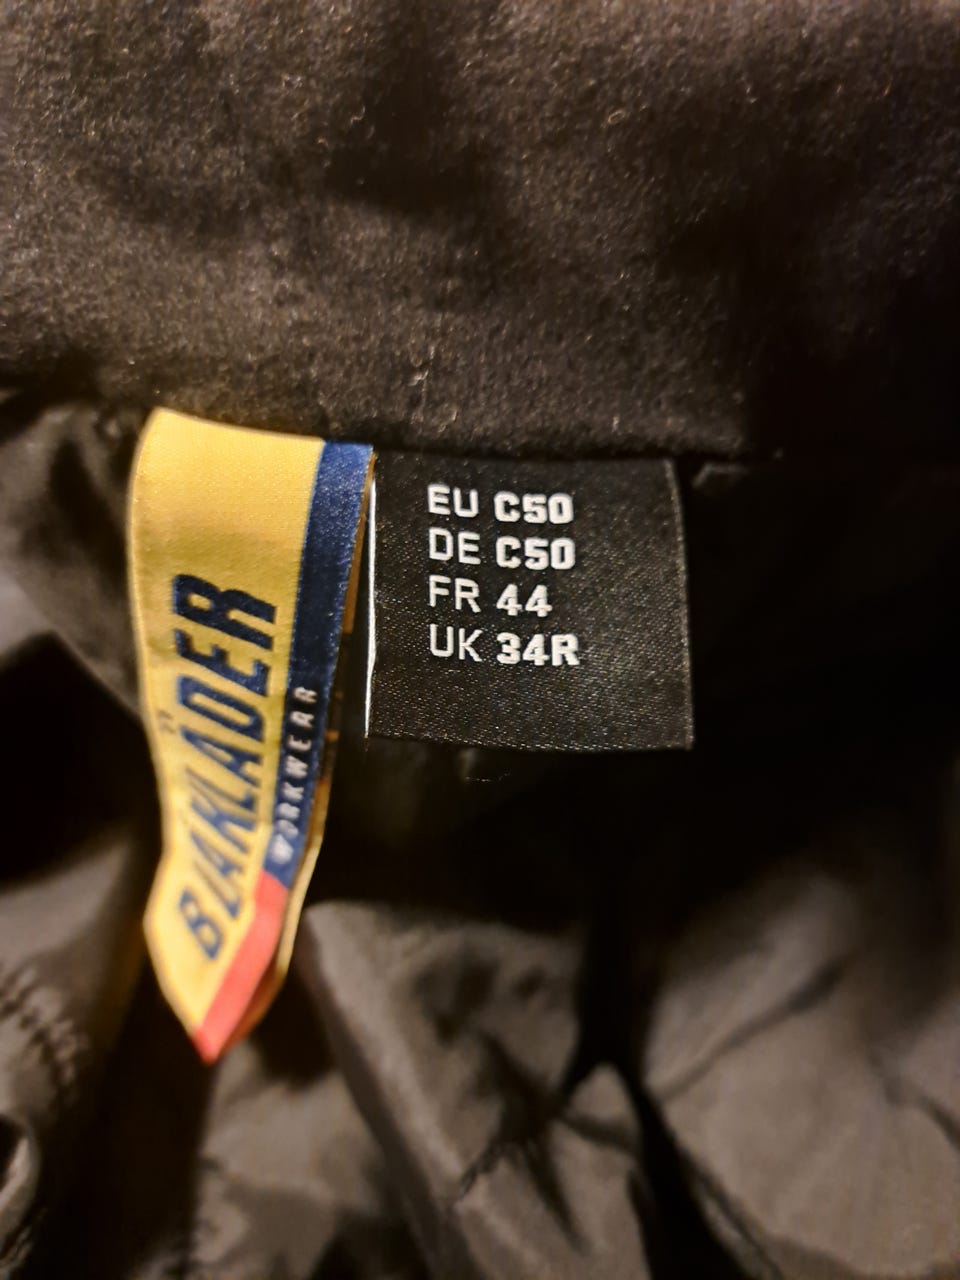 BLÅKLÄDER
WORKWEAR
EU C50
DE C50
FR 44
UK 34R